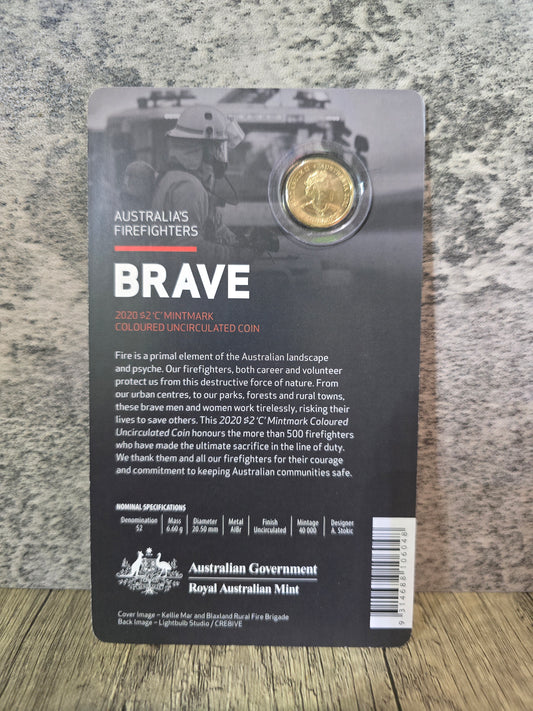 AUSTRALIA'S
FIREFIGHTERS
BRAVE
2020 $2 'C' MINTMARK
COLOURED UNCIRCULATED COIN
Fire is a primal element of the Australian landscape
and psyche. Our firefighters, both career and volunteer
protect us from this destructive force of nature. From
our urban centres, to our parks, forests and rural towns,
these brave men and women work tirelessly, risking their
lives to save others. This 2020 $2 'C' Mintmark Coloured
Uncirculated Coin honours the more than 500 firefighters
who have made the ultimate sacrifice in the line of duty.
We thank them and all our firefighters for their courage
and commitment to keeping Australian communities safe.
NOMINAL SPECIFICATIONS
Denomination Mass Diameter Metal Finish Mintage Designer
$2 6.60 g 20.50 mm AlBr Uncirculated 40 000 A. Stokic
Australian Government
Royal Australian Mint
Cover Image – Kellie Mar and Blaxland Rural Fire Brigade
Back Image – Lightbulb Studio / CRE8IVE
9 314688 105048